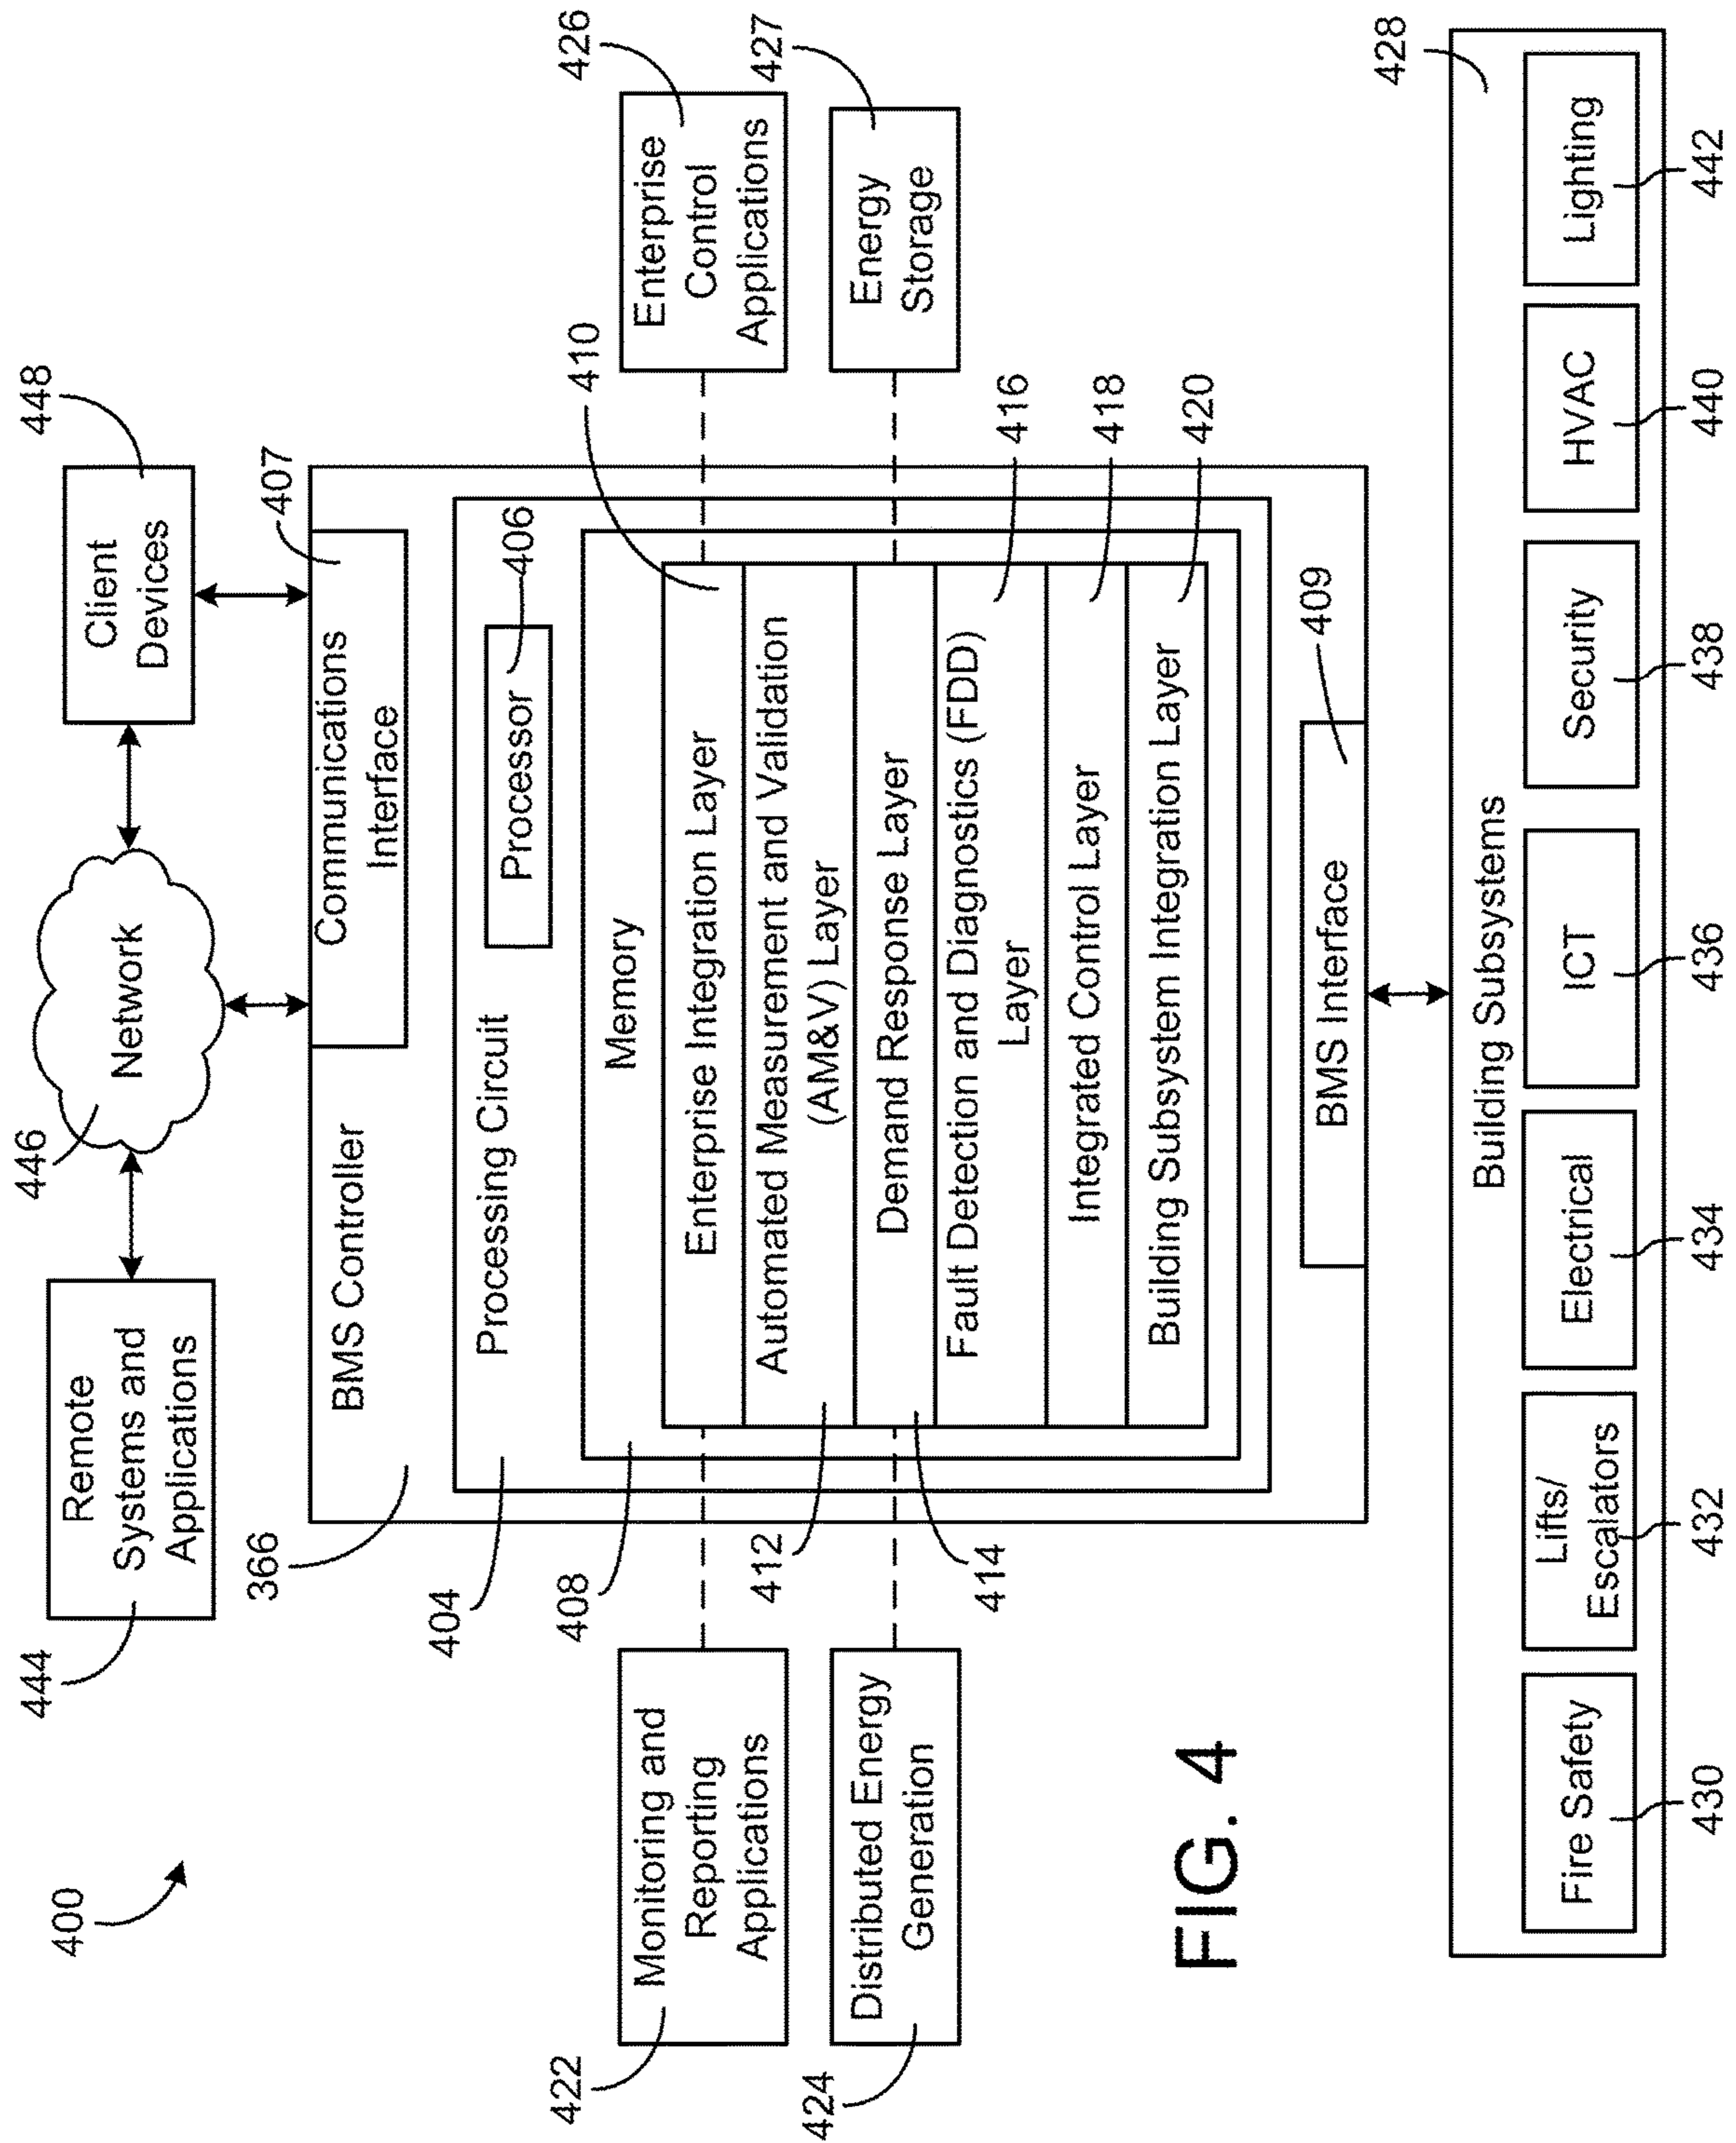 400
444
Remote
Systems and
Applications
446
Network
448
Client
Devices
366
BMS Controller
Communications
Interface
407
404
Processing Circuit
Processor
406
408
Memory
410
Enterprise Integration Layer
Automated Measurement and Validation
(AM&V) Layer
412
Demand Response Layer
414
Fault Detection and Diagnostics (FDD)
Layer
416
Integrated Control Layer
418
Building Subsystem Integration Layer
420
422
Monitoring and
Reporting
Applications
424
Distributed Energy
Generation
426
Enterprise
Control
Applications
427
Energy
Storage
BMS Interface
409
FIG. 4
428
Building Subsystems
Fire Safety
Lifts/
Escalators
Electrical
ICT
Security
HVAC
Lighting
430
432
434
436
438
440
442